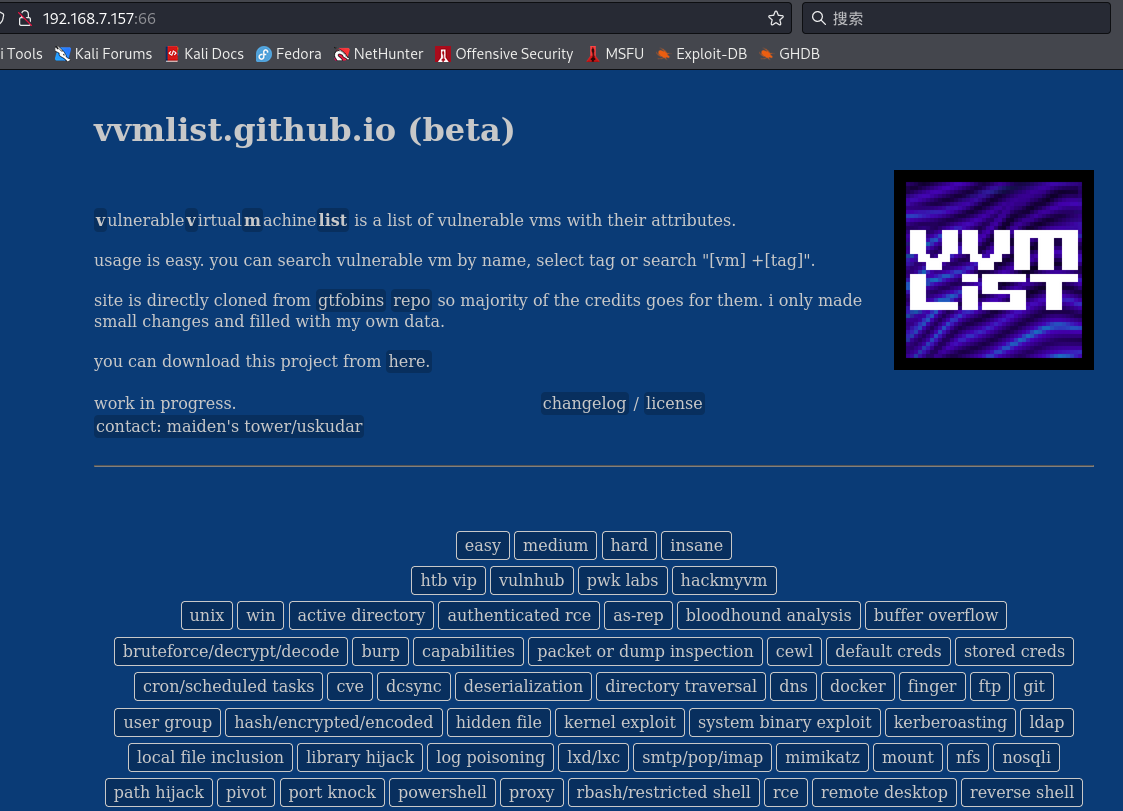 192.168.7.157:66 搜索
i Tools Kali Forums Kali Docs Fedora NetHunter Offensive Security MSFU Exploit-DB GHDB
vvmlist.github.io (beta)
vulnerable virtual machine list is a list of vulnerable vms with their attributes.
usage is easy. you can search vulnerable vm by name, select tag or search "[vm] +[tag]".
site is directly cloned from gtfobins repo so majority of the credits goes for them. i only made
small changes and filled with my own data.
you can download this project from here.
work in progress. changelog / license
contact: maiden's tower/uskudar
VVM
LiST
easy medium hard insane
htb vip vulnhub pwk labs hackmyvm
unix win active directory authenticated rce as-rep bloodhound analysis buffer overflow
bruteforce/decrypt/decode burp capabilities packet or dump inspection cewl default creds stored creds
cron/scheduled tasks cve dcsync deserialization directory traversal dns docker finger ftp git
user group hash/encrypted/encoded hidden file kernel exploit system binary exploit kerberoasting ldap
local file inclusion library hijack log poisoning lxd/lxc smtp/pop/imap mimikatz mount nfs nosqli
path hijack pivot port knock powershell proxy rbash/restricted shell rce remote desktop reverse shell